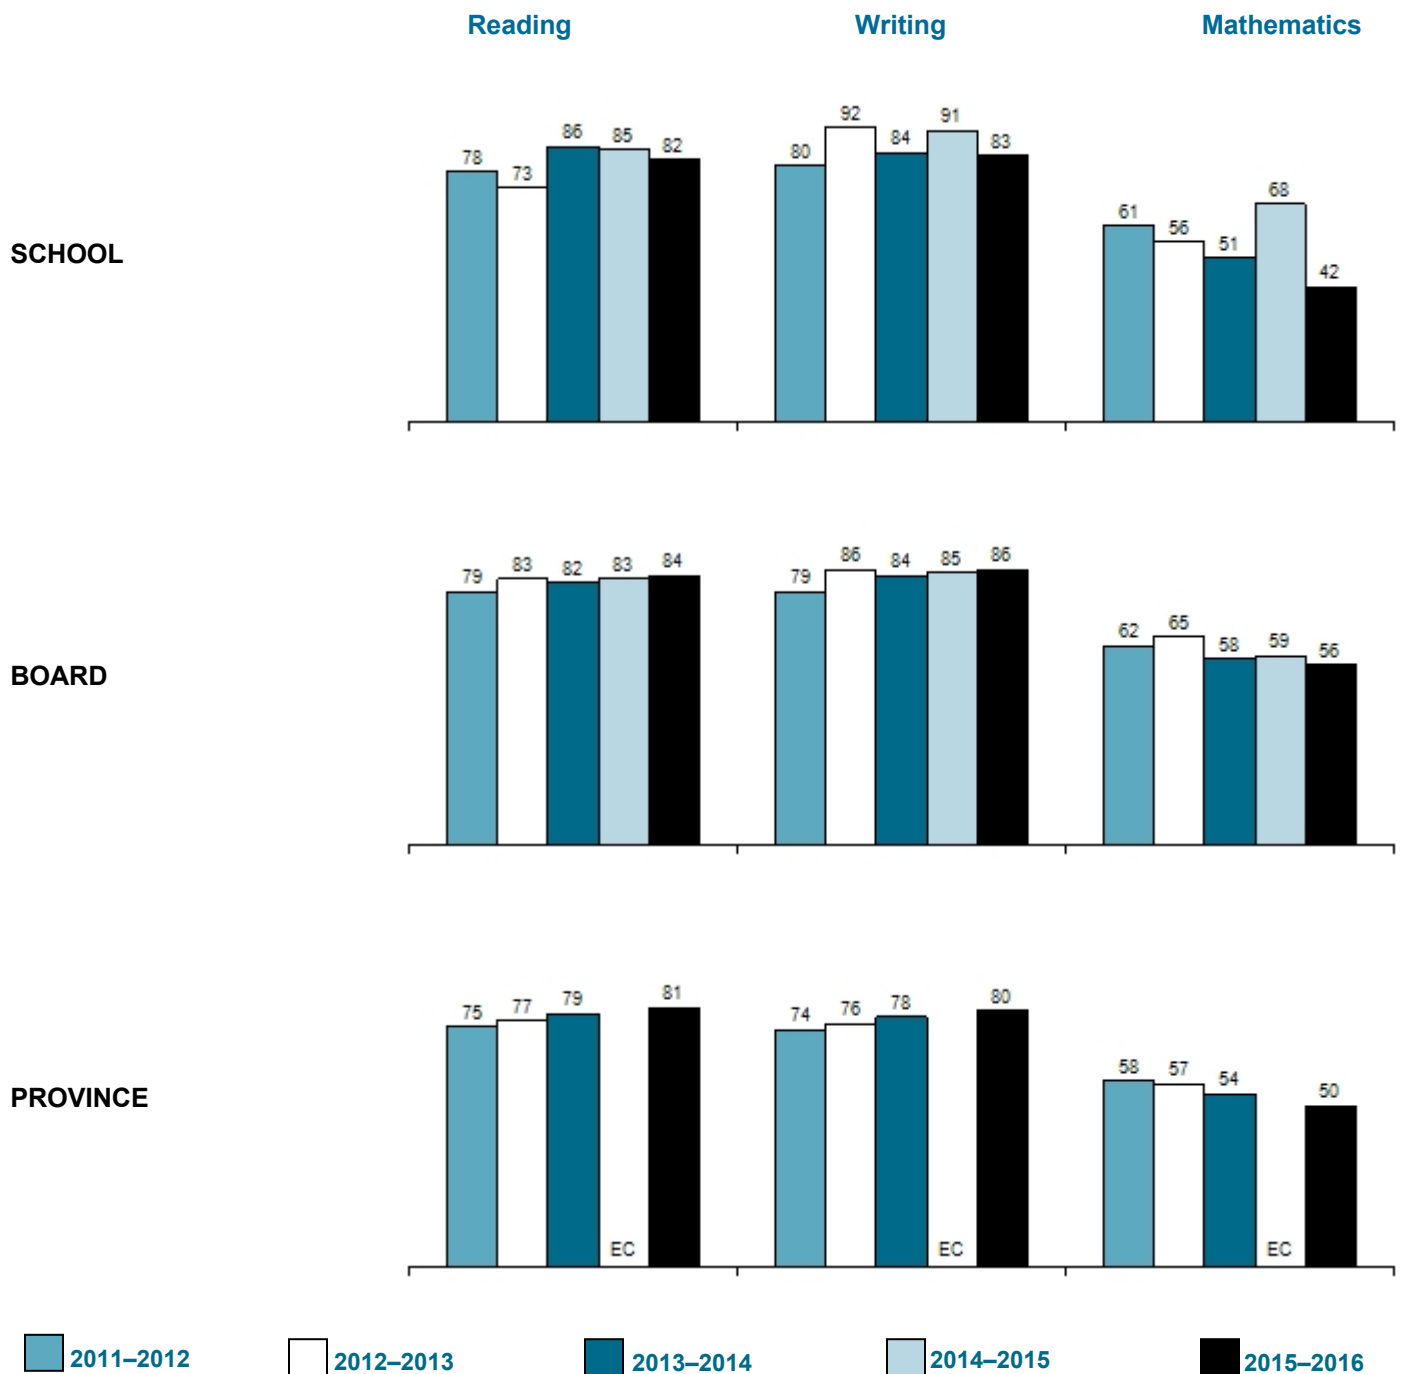 Reading Writing Mathematics
SCHOOL
78 73 86 85 82
80 92 84 91 83
61 56 51 68 42
BOARD
79 83 82 83 84
79 86 84 85 86
62 65 58 59 56
PROVINCE
75 77 79 EC 81
74 76 78 EC 80
58 57 54 EC 50
2011–2012 2012–2013 2013–2014 2014–2015 2015–2016